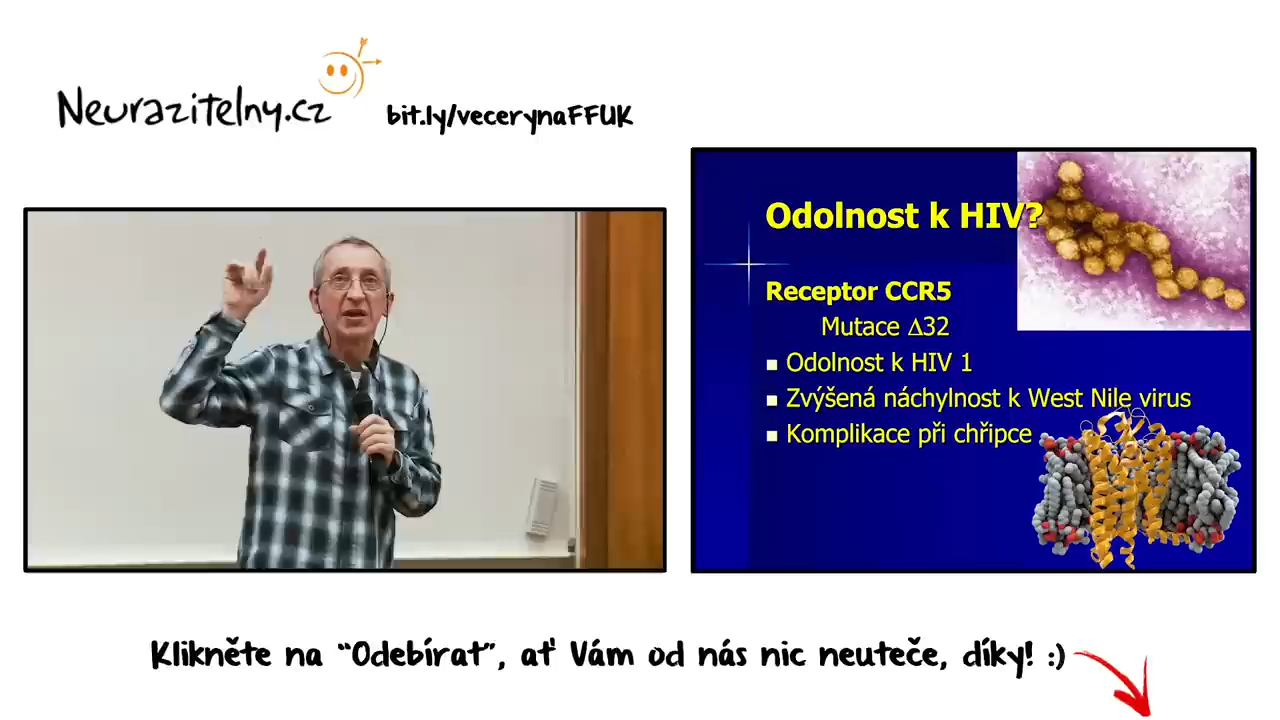 Neurazitelny.cz
bit.ly/vecerynaFFUK
Odolnost k HIV?
Receptor CCR5
Mutace Δ32
Odolnost k HIV 1
Zvýšená náchylnost k West Nile virus
Komplikace při chřipce
Klikněte na “Odebírat”, ať Vám od nás nic neuteče, díky! :)